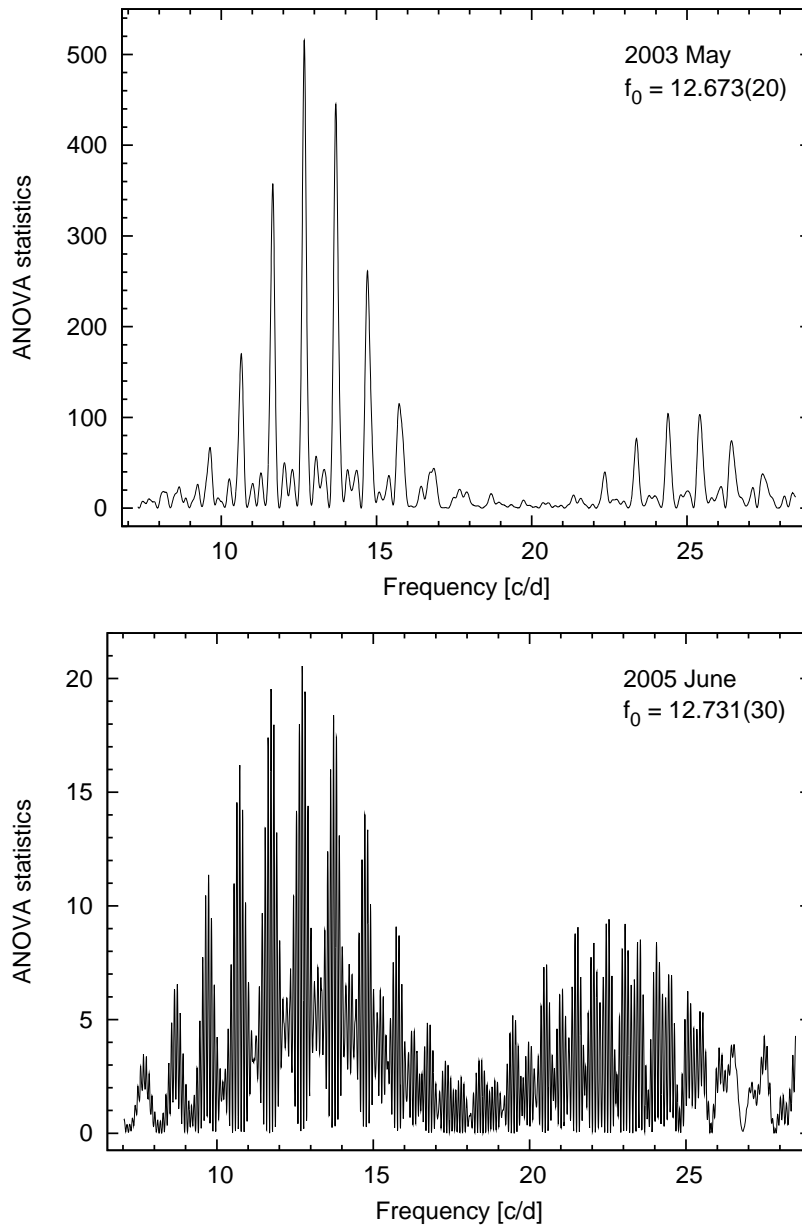 500
400
300
200
100
0
ANOVA statistics
2003 May
f₀ = 12.673(20)
10 15 20 25
Frequency [c/d]
20
15
10
5
0
ANOVA statistics
2005 June
f₀ = 12.731(30)
10 15 20 25
Frequency [c/d]